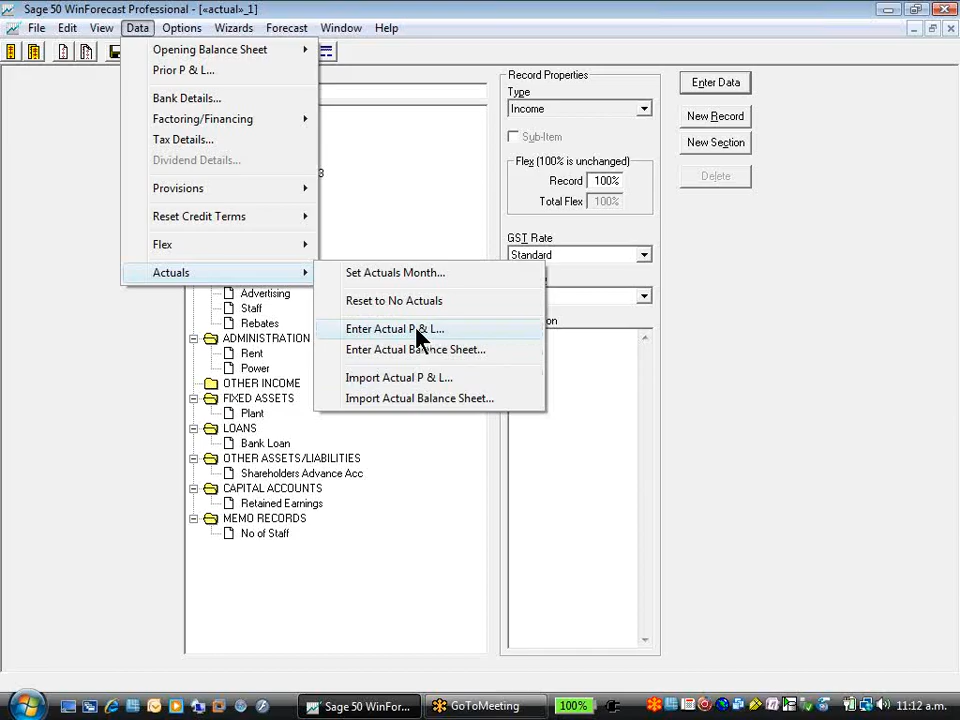 Sage 50 WinForecast Professional - [«actual»_1]
File Edit View Data Options Wizards Forecast Window Help
Opening Balance Sheet
Prior P & L...
Bank Details...
Factoring/Financing
Tax Details...
Dividend Details...
Provisions
Reset Credit Terms
Flex
Actuals
Set Actuals Month...
Reset to No Actuals
Enter Actual P & L...
Enter Actual Balance Sheet...
Import Actual P & L...
Import Actual Balance Sheet...
3
Advertising
Staff
Rebates
ADMINISTRATION
Rent
Power
OTHER INCOME
FIXED ASSETS
Plant
LOANS
Bank Loan
OTHER ASSETS/LIABILITIES
Shareholders Advance Acc
CAPITAL ACCOUNTS
Retained Earnings
MEMO RECORDS
No of Staff
Record Properties
Type
Income
Sub-Item
Flex (100% is unchanged)
Record 100%
Total Flex 100%
GST Rate
Standard
on
Enter Data
New Record
New Section
Delete
Sage 50 WinFor...
GoToMeeting
100%
11:12 a.m.